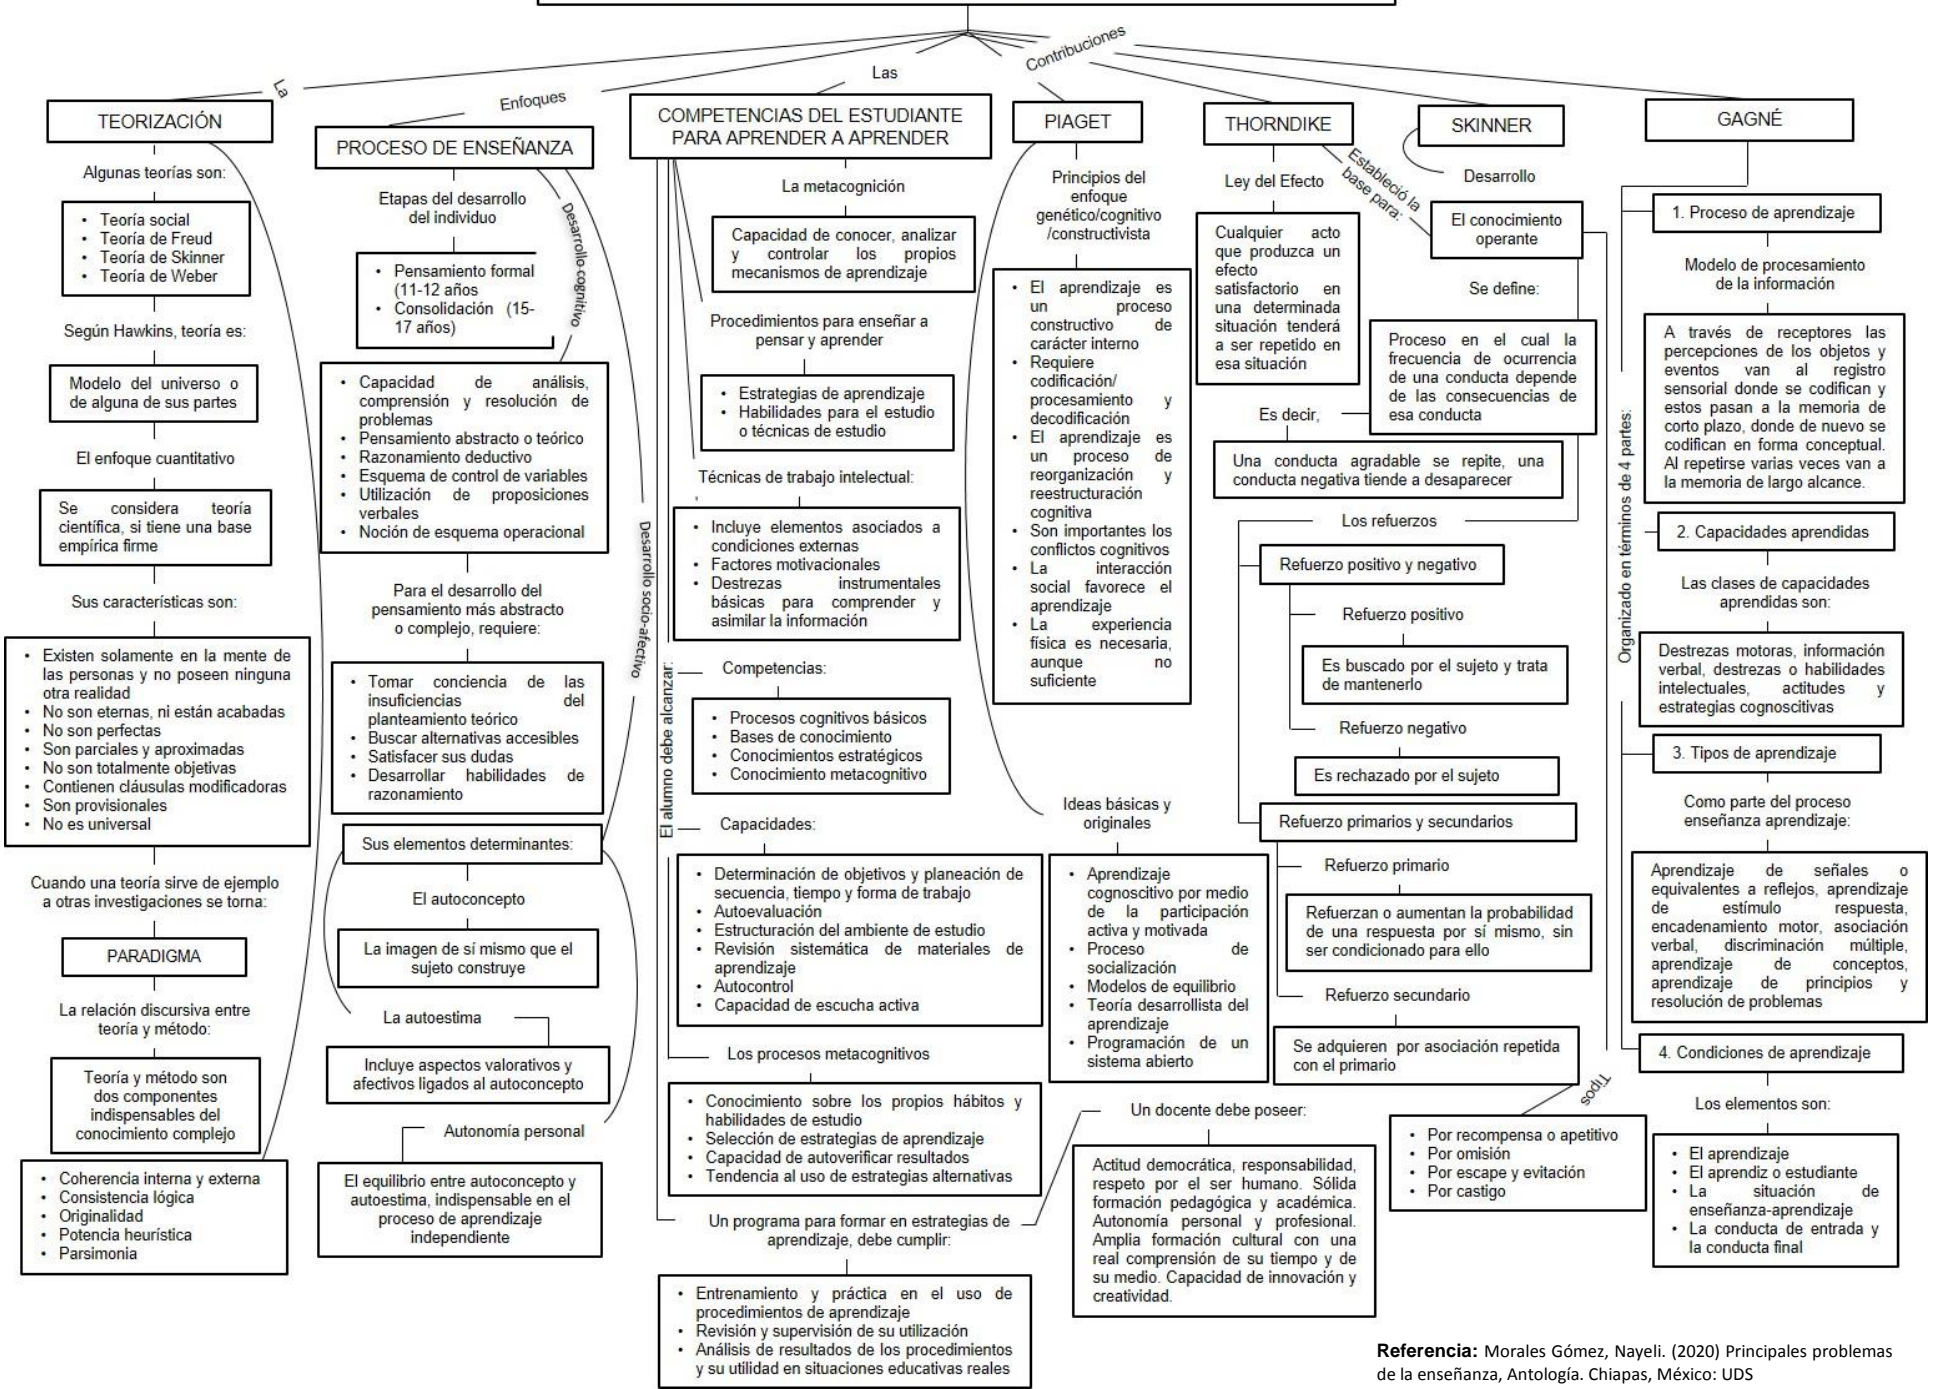 La
Enfoques
Las
Contribuciones
TEORIZACIÓN
Algunas teorías son:
• Teoría social
• Teoría de Freud
• Teoría de Skinner
• Teoría de Weber
Según Hawkins, teoría es:
Modelo del universo o
de alguna de sus partes
El enfoque cuantitativo
Se considera teoría
científica, si tiene una base
empírica firme
Sus características son:
• Existen solamente en la mente de
las personas y no poseen ninguna
otra realidad
• No son eternas, ni están acabadas
• No son perfectas
• Son parciales y aproximadas
• No son totalmente objetivas
• Contienen cláusulas modificadoras
• Son provisionales
• No es universal
Cuando una teoría sirve de ejemplo
a otras investigaciones se torna:
PARADIGMA
La relación discursiva entre
teoría y método:
Teoría y método son
dos componentes
indispensables del
conocimiento complejo
• Coherencia interna y externa
• Consistencia lógica
• Originalidad
• Potencia heurística
• Parsimonia
PROCESO DE ENSEÑANZA
Etapas del desarrollo
del individuo
• Pensamiento formal
(11-12 años
• Consolidación (15-
17 años)
Desarrollo cognitivo
• Capacidad de análisis,
comprensión y resolución de
problemas
• Pensamiento abstracto o teórico
• Razonamiento deductivo
• Esquema de control de variables
• Utilización de proposiciones
verbales
• Noción de esquema operacional
Para el desarrollo del
pensamiento más abstracto
o complejo, requiere:
• Tomar conciencia de las
insuficiencias del
planteamiento teórico
• Buscar alternativas accesibles
• Satisfacer sus dudas
• Desarrollar habilidades de
razonamiento
Desarrollo socio-afectivo
Sus elementos determinantes:
El autoconcepto
La imagen de sí mismo que el
sujeto construye
La autoestima
Incluye aspectos valorativos y
afectivos ligados al autoconcepto
Autonomía personal
El equilibrio entre autoconcepto y
autoestima, indispensable en el
proceso de aprendizaje
independiente
COMPETENCIAS DEL ESTUDIANTE
PARA APRENDER A APRENDER
La metacognición
Capacidad de conocer, analizar
y controlar los propios
mecanismos de aprendizaje
Procedimientos para enseñar a
pensar y aprender
• Estrategias de aprendizaje
• Habilidades para el estudio
o técnicas de estudio
Técnicas de trabajo intelectual:
• Incluye elementos asociados a
condiciones externas
• Factores motivacionales
• Destrezas instrumentales
básicas para comprender y
asimilar la información
El alumno debe alcanzar:
Competencias:
• Procesos cognitivos básicos
• Bases de conocimiento
• Conocimientos estratégicos
• Conocimiento metacognitivo
Capacidades:
• Determinación de objetivos y planeación de
secuencia, tiempo y forma de trabajo
• Autoevaluación
• Estructuración del ambiente de estudio
• Revisión sistemática de materiales de
aprendizaje
• Autocontrol
• Capacidad de escucha activa
Los procesos metacognitivos
• Conocimiento sobre los propios hábitos y
habilidades de estudio
• Selección de estrategias de aprendizaje
• Capacidad de autoverificar resultados
• Tendencia al uso de estrategias alternativas
Un programa para formar en estrategias de
aprendizaje, debe cumplir:
• Entrenamiento y práctica en el uso de
procedimientos de aprendizaje
• Revisión y supervisión de su utilización
• Análisis de resultados de los procedimientos
y su utilidad en situaciones educativas reales
Un docente debe poseer:
Actitud democrática, responsabilidad,
respeto por el ser humano. Sólida
formación pedagógica y académica.
Autonomía personal y profesional.
Amplia formación cultural con una
real comprensión de su tiempo y de
su medio. Capacidad de innovación y
creatividad.
PIAGET
Principios del
enfoque
genético/cognitivo
/constructivista
• El aprendizaje es
un proceso
constructivo de
carácter interno
• Requiere
codificación/
procesamiento y
decodificación
• El aprendizaje es
un proceso de
reorganización y
reestructuración
cognitiva
• Son importantes los
conflictos cognitivos
• La interacción
social favorece el
aprendizaje
• La experiencia
física es necesaria,
aunque no
suficiente
Ideas básicas y
originales
• Aprendizaje
cognoscitivo por medio
de la participación
activa y motivada
• Proceso de
socialización
• Modelos de equilibrio
• Teoría desarrollista del
aprendizaje
• Programación de un
sistema abierto
THORNDIKE
Ley del Efecto
Cualquier acto
que produzca un
efecto
satisfactorio en
una determinada
situación tenderá
a ser repetido en
esa situación
Estableció la
base para:
SKINNER
Desarrollo
El conocimiento
operante
Se define:
Proceso en el cual la
frecuencia de ocurrencia
de una conducta depende
de las consecuencias de
esa conducta
Es decir,
Una conducta agradable se repite, una
conducta negativa tiende a desaparecer
Los refuerzos
Refuerzo positivo y negativo
Refuerzo positivo
Es buscado por el sujeto y trata
de mantenerlo
Refuerzo negativo
Es rechazado por el sujeto
Refuerzo primarios y secundarios
Refuerzo primario
Refuerzan o aumentan la probabilidad
de una respuesta por sí mismo, sin
ser condicionado para ello
Refuerzo secundario
Se adquieren por asociación repetida
con el primario
Tipos
• Por recompensa o apetitivo
• Por omisión
• Por escape y evitación
• Por castigo
GAGNÉ
Organizado en términos de 4 partes:
1. Proceso de aprendizaje
Modelo de procesamiento
de la información
A través de receptores las
percepciones de los objetos y
eventos van al registro
sensorial donde se codifican y
estos pasan a la memoria de
corto plazo, donde de nuevo se
codifican en forma conceptual.
Al repetirse varias veces van a
la memoria de largo alcance.
2. Capacidades aprendidas
Las clases de capacidades
aprendidas son:
Destrezas motoras, información
verbal, destrezas o habilidades
intelectuales, actitudes y
estrategias cognoscitivas
3. Tipos de aprendizaje
Como parte del proceso
enseñanza aprendizaje:
Aprendizaje de señales o
equivalentes a reflejos, aprendizaje
de estímulo respuesta,
encadenamiento motor, asociación
verbal, discriminación múltiple,
aprendizaje de conceptos,
aprendizaje de principios y
resolución de problemas
4. Condiciones de aprendizaje
Los elementos son:
• El aprendizaje
• El aprendiz o estudiante
• La situación de
enseñanza-aprendizaje
• La conducta de entrada y
la conducta final
Referencia: Morales Gómez, Nayeli. (2020) Principales problemas
de la enseñanza, Antología. Chiapas, México: UDS